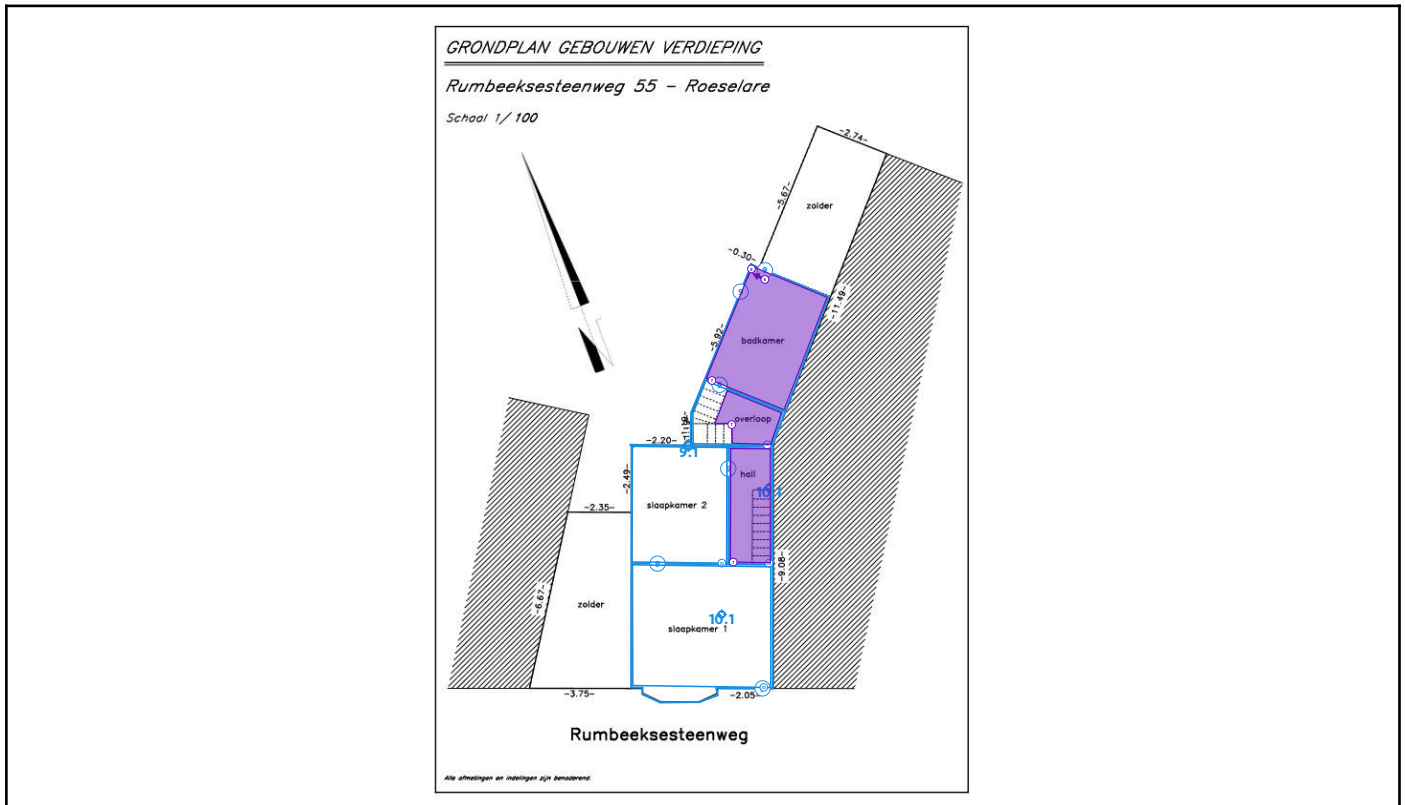 GRONDPLAN GEBOUWEN VERDIEPING
Rumbeeksesteenweg 55 - Roeselare
Schaal 1/100
-2.74-
-5.67-
zolder
-0.30-
-11.49-
-5.92-
badkamer
overloop
-2.20-
9.1
hall
10.1
-2.49-
slaapkamer 2
-2.35-
-9.08-
-6.67-
zolder
10.1
slaapkamer 1
-3.75-
-2.05-
Rumbeeksesteenweg
Alle afmetingen en indelingen zijn benaderend.